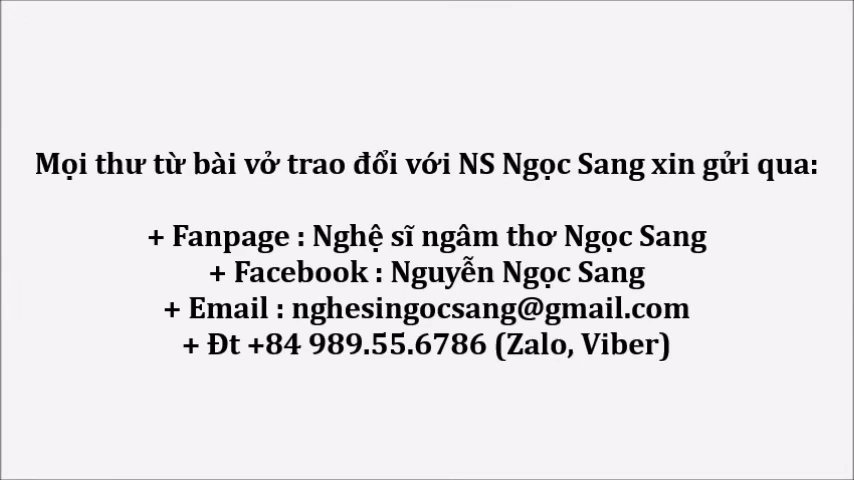 Mọi thư từ bài vở trao đổi với NS Ngọc Sang xin gửi qua:
+ Fanpage : Nghệ sĩ ngâm thơ Ngọc Sang
+ Facebook : Nguyễn Ngọc Sang
+ Email : nghesingocsang@gmail.com
+ Đt +84 989.55.6786 (Zalo, Viber)